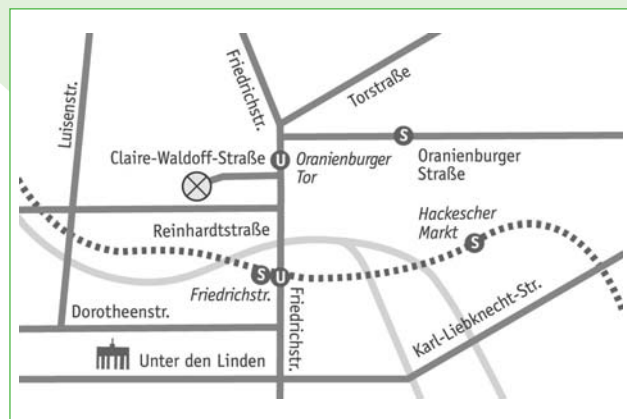 Luisenstr.
Friedrichstr.
Torstraße
Claire-Waldoff-Straße
U
Oranienburger
Tor
S
Oranienburger
Straße
Reinhardtstraße
Hackescher
Markt
S
S U
Friedrichstr.
Friedrichstr.
Dorotheenstr.
Karl-Liebknecht-Str.
Unter den Linden